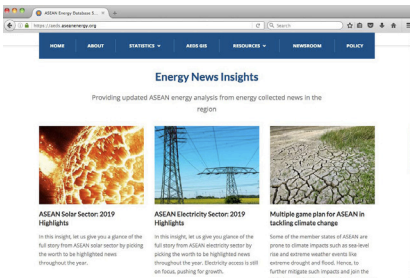 ASEAN Energy Database S...
https://aeds.aseanenergy.org
Search
HOME ABOUT STATISTICS AEDS GIS RESOURCES NEWSROOM POLICY
Energy News Insights
Providing updated ASEAN energy analysis from energy collected news in the
region
ASEAN Solar Sector: 2019
Highlights
In this insight, let us give you a glance of the
full story from ASEAN solar sector by picking
the worth to be highlighted news
throughout the year.
ASEAN Electricity Sector: 2019
Highlights
In this insight, let us give you a glance of the
full story from ASEAN electricity sector by
picking the worth to be highlighted news
throughout the year. Electricity access is still
on focus, pushing for growth.
Multiple game plan for ASEAN in
tackling climate change
Some of the member states of ASEAN are
prone to climate impacts such as sea-level
rise and extreme weather events like
extreme drought and flood. Hence, to
further mitigate such impacts and join the